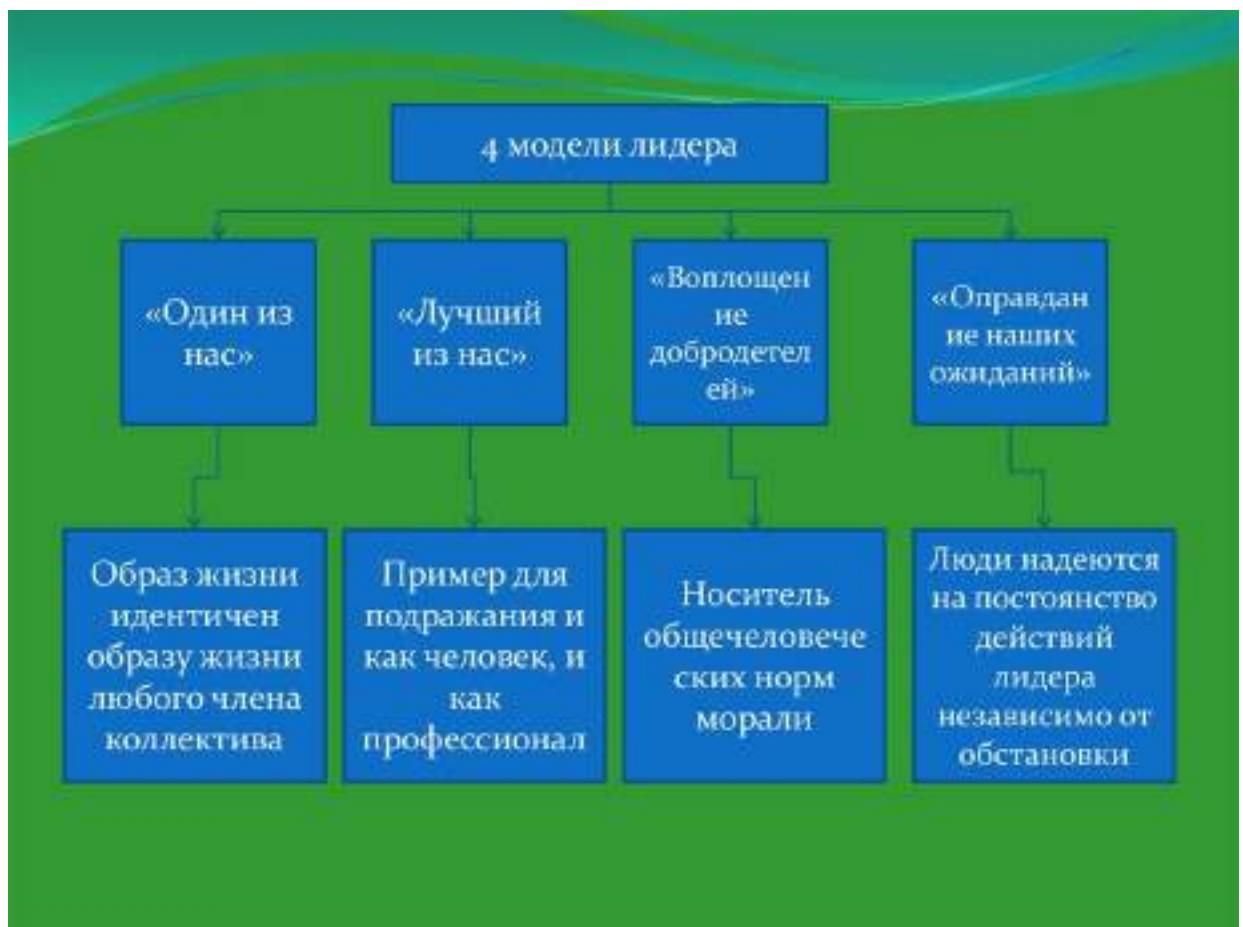 4 модели лидера
«Один из
нас»
«Лучший
из нас»
«Воплощен
ие
добродетел
ей»
«Оправдан
ие наших
ожиданий»
Образ жизни
идентичен
образу жизни
любого члена
коллектива
Пример для
подражания и
как человек, и
как
профессионал
Носитель
общечеловече
ских норм
морали
Люди надеются
на постоянство
действий
лидера
независимо от
обстановки